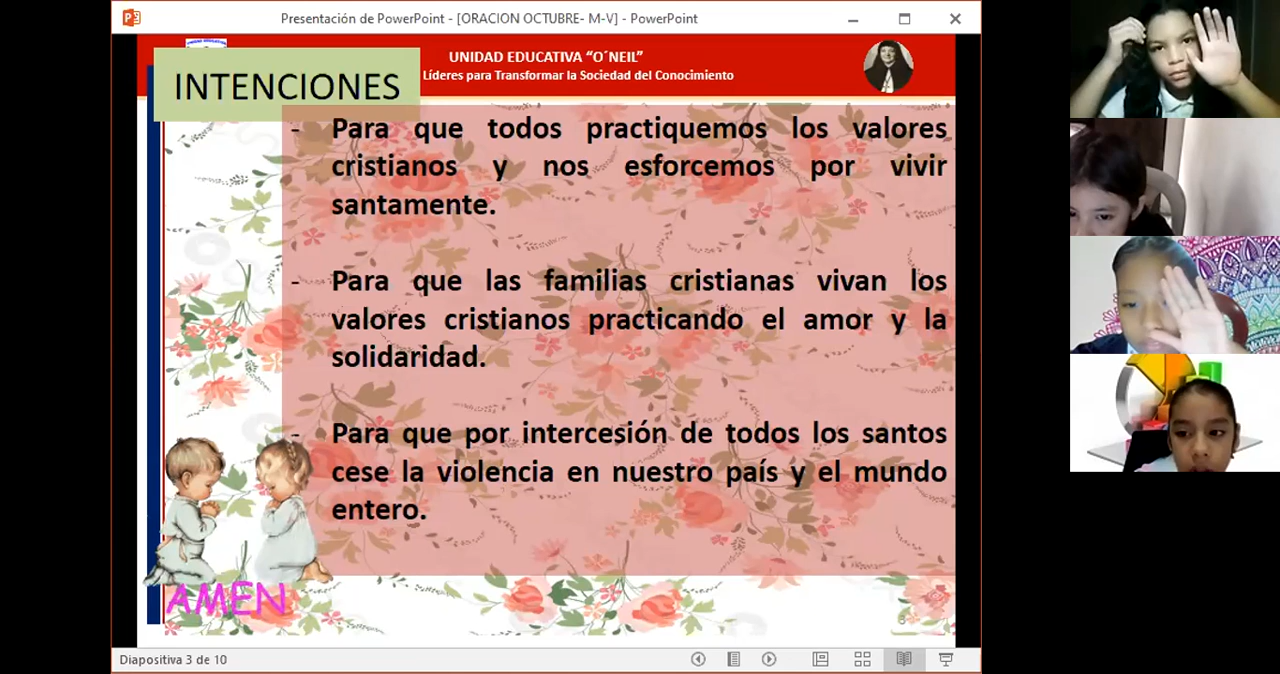 Presentación de PowerPoint - [ORACION OCTUBRE- M-V] - PowerPoint
UNIDAD EDUCATIVA “O´NEIL”
Líderes para Transformar la Sociedad del Conocimiento
INTENCIONES
- Para que todos practiquemos los valores
cristianos y nos esforcemos por vivir
santamente.
- Para que las familias cristianas vivan los
valores cristianos practicando el amor y la
solidaridad.
- Para que por intercesión de todos los santos
cese la violencia en nuestro país y el mundo
entero.
AMEN
Diapositiva 3 de 10